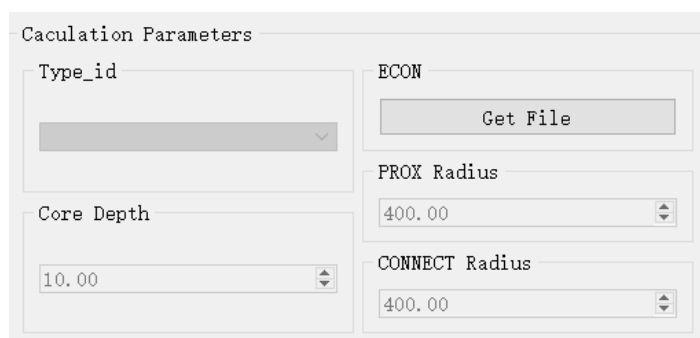 Caculation Parameters
Type_id
ECON
Get File
PROX Radius
400.00
Core Depth
10.00
CONNECT Radius
400.00